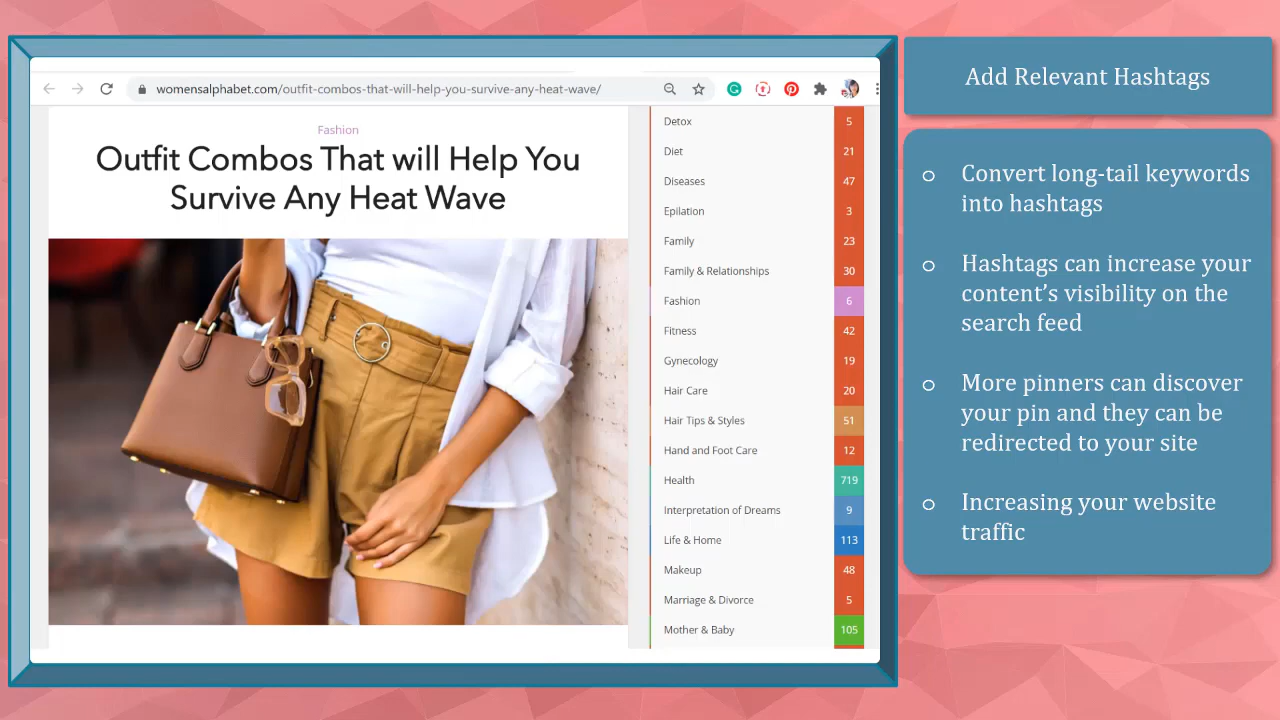 womensalphabet.com/outfit-combos-that-will-help-you-survive-any-heat-wave/
Fashion
Outfit Combos That will Help You
Survive Any Heat Wave
Detox 5
Diet 21
Diseases 47
Epilation 3
Family 23
Family & Relationships 30
Fashion 6
Fitness 42
Gynecology 19
Hair Care 20
Hair Tips & Styles 51
Hand and Foot Care 12
Health 719
Interpretation of Dreams 9
Life & Home 113
Makeup 48
Marriage & Divorce 5
Mother & Baby 105
Add Relevant Hashtags
Convert long-tail keywords
into hashtags
Hashtags can increase your
content’s visibility on the
search feed
More pinners can discover
your pin and they can be
redirected to your site
Increasing your website
traffic